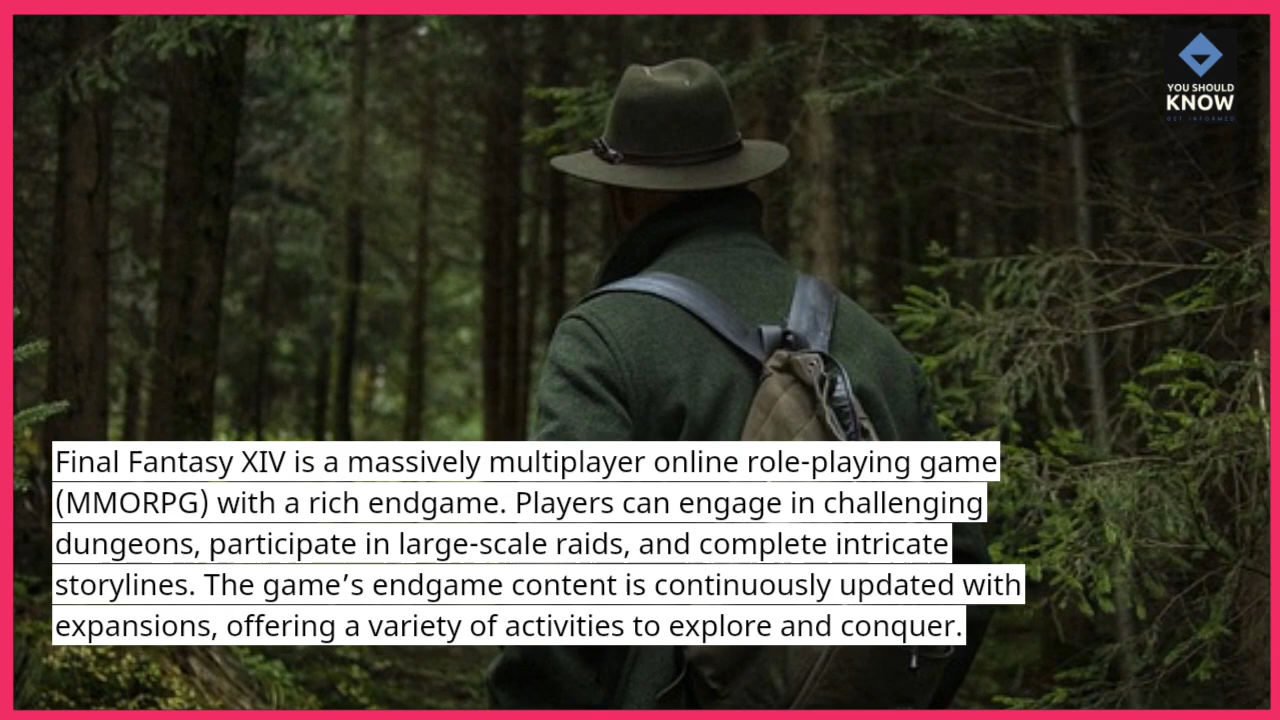 YOU SHOULD
KNOW
GET INFORMED
Final Fantasy XIV is a massively multiplayer online role-playing game
(MMORPG) with a rich endgame. Players can engage in challenging
dungeons, participate in large-scale raids, and complete intricate
storylines. The game’s endgame content is continuously updated with
expansions, offering a variety of activities to explore and conquer.